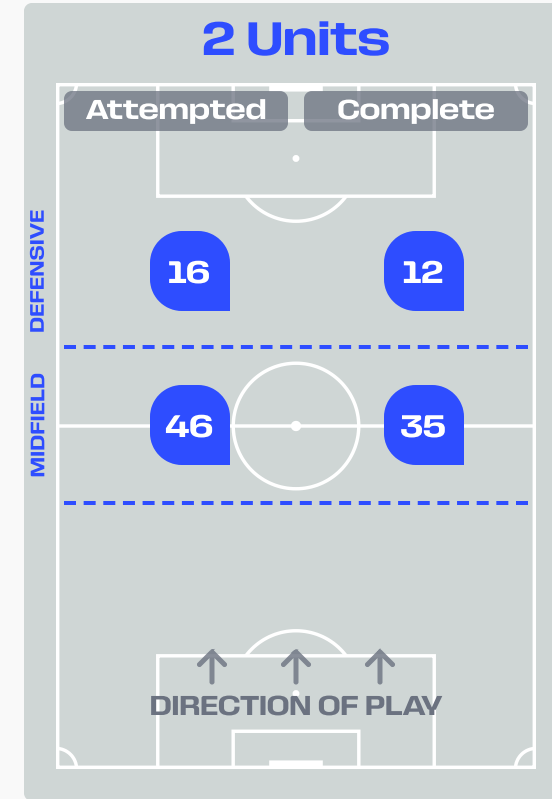 2 Units
Attempted Complete
DEFENSIVE
16 12
MIDFIELD
46 35
DIRECTION OF PLAY